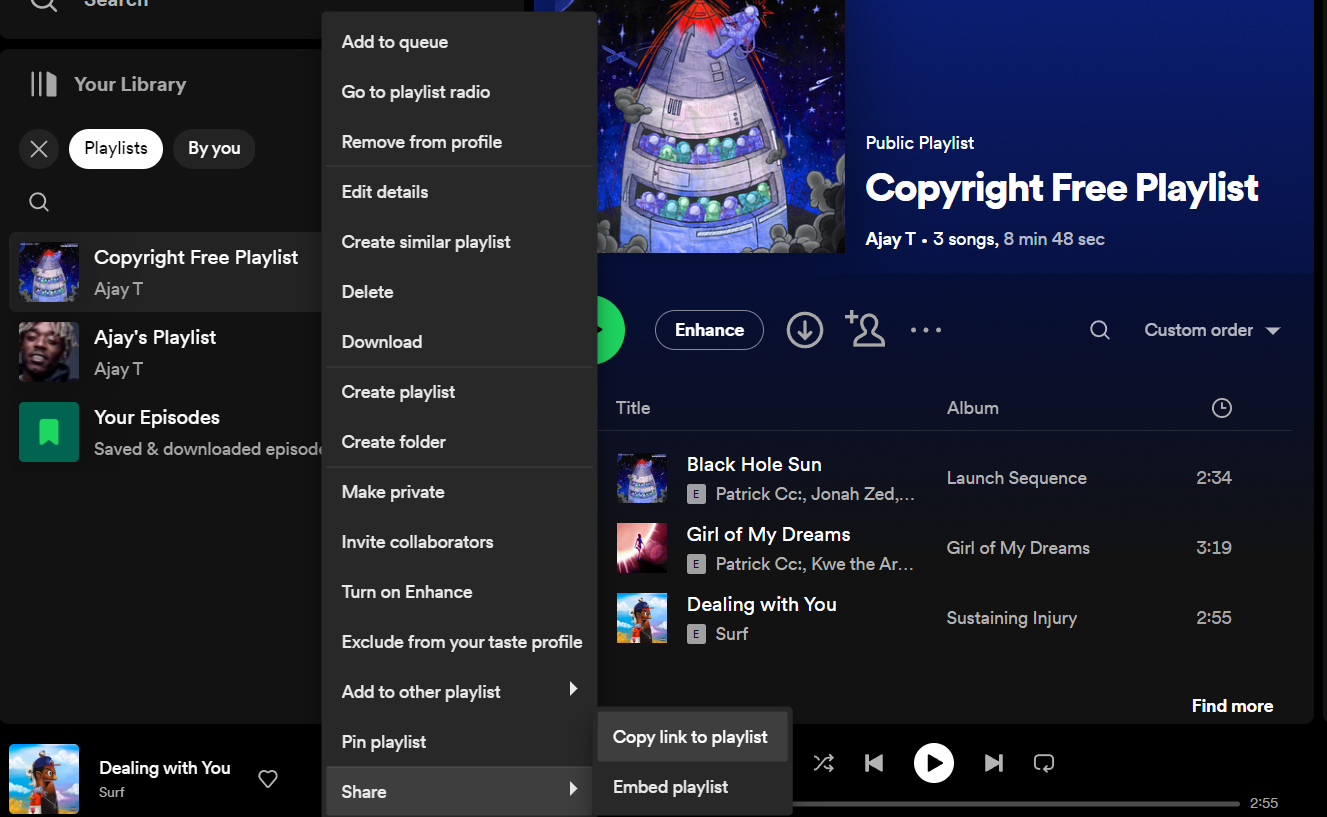 Search
Your Library
Playlists
By you
Copyright Free Playlist
Ajay T
Ajay's Playlist
Ajay T
Your Episodes
Saved & downloaded episode
Add to queue
Go to playlist radio
Remove from profile
Edit details
Create similar playlist
Delete
Download
Create playlist
Create folder
Make private
Invite collaborators
Turn on Enhance
Exclude from your taste profile
Add to other playlist
Pin playlist
Share
Copy link to playlist
Embed playlist
Public Playlist
Copyright Free Playlist
Ajay T • 3 songs, 8 min 48 sec
Enhance
Custom order
Title Album
Black Hole Sun
E Patrick Cc:, Jonah Zed,...
Launch Sequence
2:34
Girl of My Dreams
E Patrick Cc:, Kwe the Ar...
Girl of My Dreams
3:19
Dealing with You
E Surf
Sustaining Injury
2:55
Find more
Dealing with You
Surf
2:55